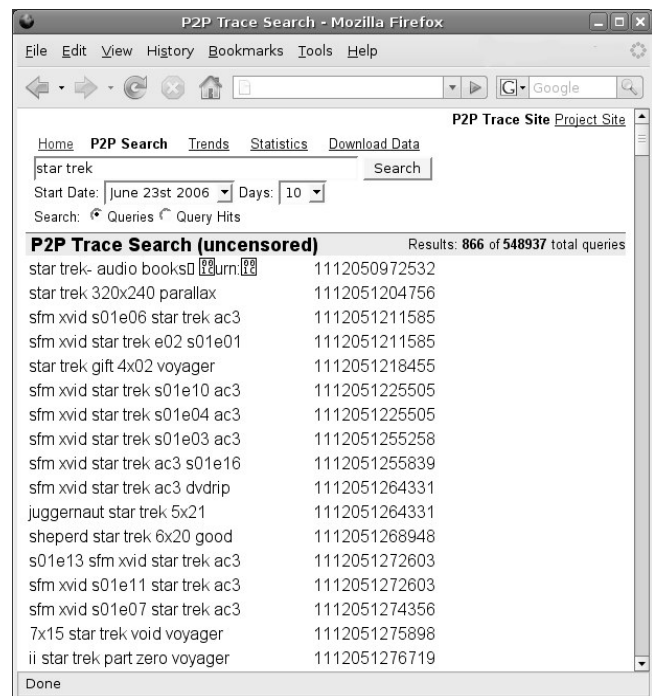 P2P Trace Search - Mozilla Firefox
File Edit View History Bookmarks Tools Help
G Google
P2P Trace Site Project Site
Home P2P Search Trends Statistics Download Data
star trek Search
Start Date: June 23st 2006 Days: 10
Search: Queries Query Hits
P2P Trace Search (uncensored) Results: 866 of 548937 total queries
star trek- audio books urn: 1112050972532
star trek 320x240 parallax 1112051204756
sfm xvid s01e06 star trek ac3 1112051211585
sfm xvid star trek e02 s01e01 1112051211585
star trek gift 4x02 voyager 1112051218455
sfm xvid star trek s01e10 ac3 1112051225505
sfm xvid star trek s01e04 ac3 1112051225505
sfm xvid star trek s01e03 ac3 1112051255258
sfm xvid star trek ac3 s01e16 1112051255839
sfm xvid star trek ac3 dvdrip 1112051264331
juggernaut star trek 5x21 1112051264331
sheperd star trek 6x20 good 1112051268948
s01e13 sfm xvid star trek ac3 1112051272603
sfm xvid s01e11 star trek ac3 1112051272603
sfm xvid s01e07 star trek ac3 1112051274356
7x15 star trek void voyager 1112051275898
ii star trek part zero voyager 1112051276719
Done